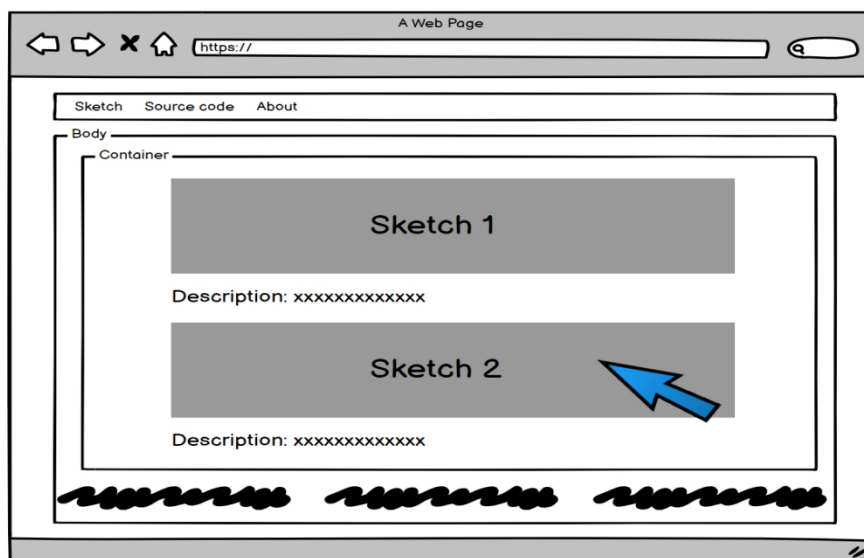 A Web Page
https://
Sketch Source code About
Body
Container
Sketch 1
Description: xxxxxxxxxxxxx
Sketch 2
Description: xxxxxxxxxxxxx